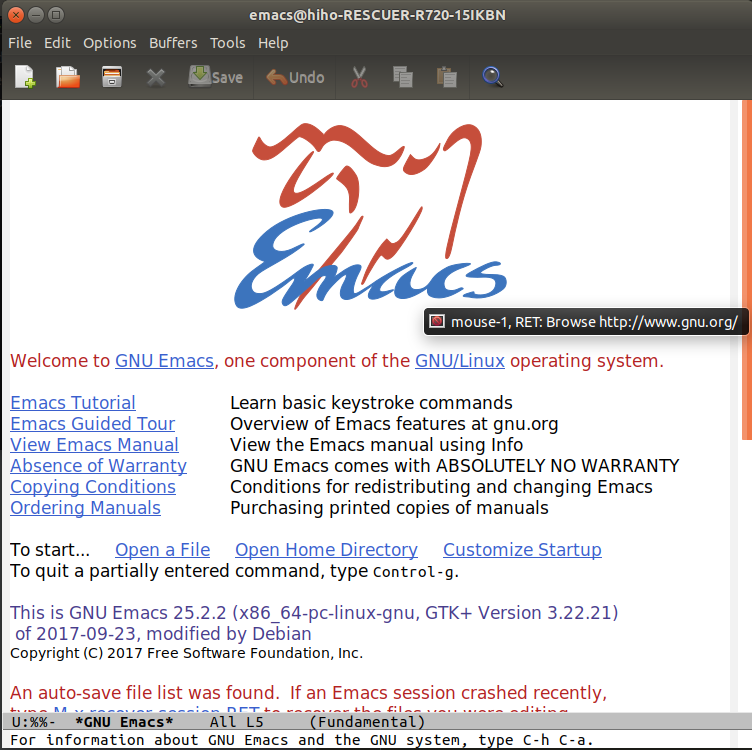 emacs@hiho-RESCUER-R720-15IKBN
File Edit Options Buffers Tools Help
Save Undo
Emacs
mouse-1, RET: Browse http://www.gnu.org/
Welcome to GNU Emacs, one component of the GNU/Linux operating system.
Emacs Tutorial Learn basic keystroke commands
Emacs Guided Tour Overview of Emacs features at gnu.org
View Emacs Manual View the Emacs manual using Info
Absence of Warranty GNU Emacs comes with ABSOLUTELY NO WARRANTY
Copying Conditions Conditions for redistributing and changing Emacs
Ordering Manuals Purchasing printed copies of manuals
To start... Open a File Open Home Directory Customize Startup
To quit a partially entered command, type Control-g.
This is GNU Emacs 25.2.2 (x86_64-pc-linux-gnu, GTK+ Version 3.22.21)
of 2017-09-23, modified by Debian
Copyright (C) 2017 Free Software Foundation, Inc.
An auto-save file list was found. If an Emacs session crashed recently,
type M-x recover-session RET to recover the files you were editing.
U:%%- *GNU Emacs* All L5 (Fundamental)
For information about GNU Emacs and the GNU system, type C-h C-a.